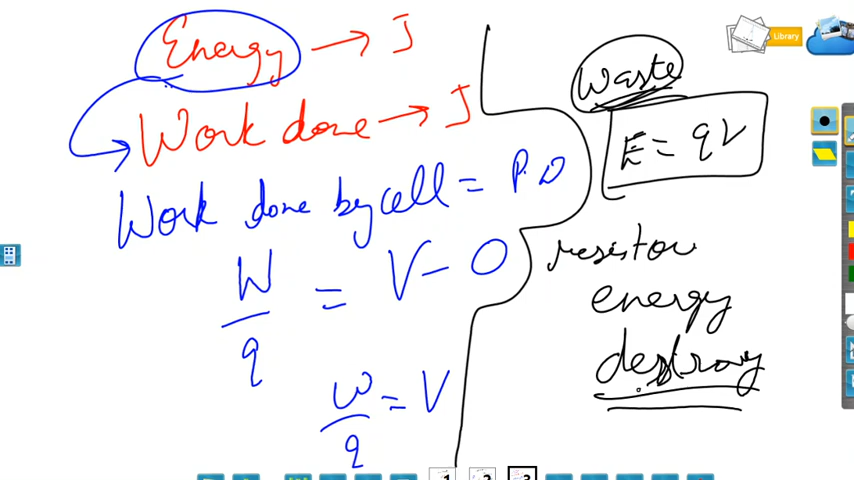 Energy → J
Work done → J
Work done by cell = P.D
W/q = V - 0
w/q = V
Waste
E = qV
resistor
energy
destroy
Library
1 2 3